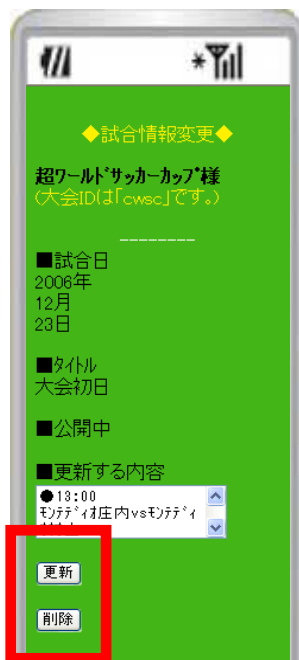 ◆試合情報変更◆
超ワールドサッカーカップ様
(大会IDは「cwsc」です。)
--------
■試合日
2006年
12月
23日
■タイトル
大会初日
■公開中
■更新する内容
●13:00
モンテディオ庄内vsモンテディ
更新
削除